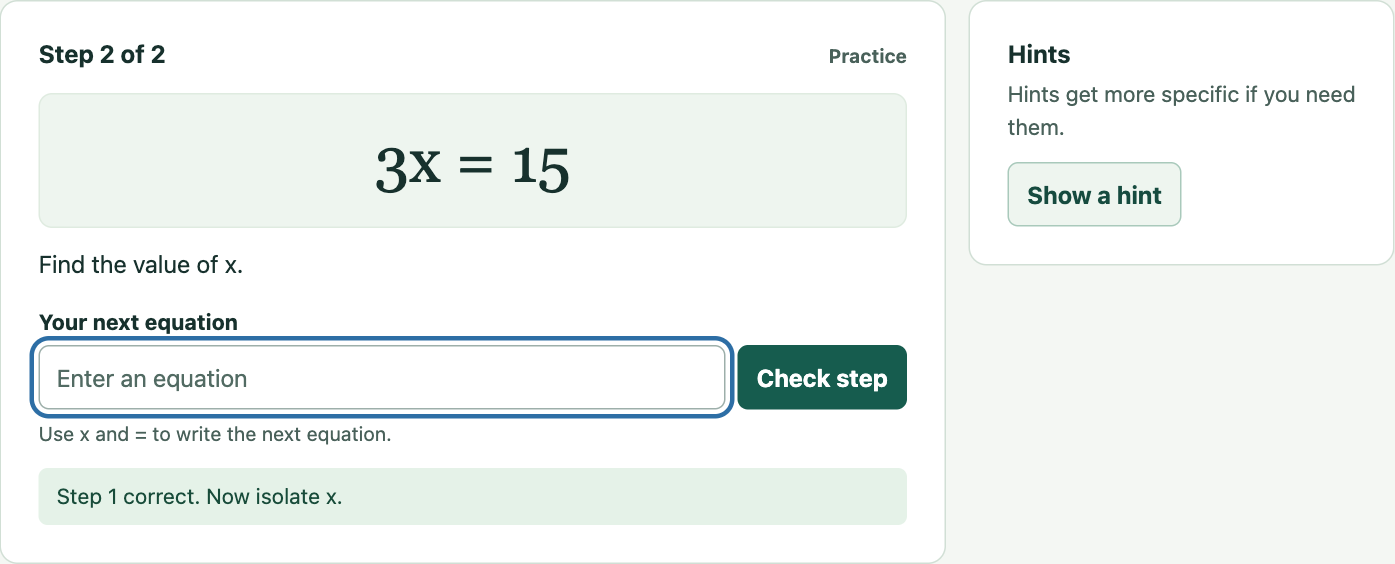 Step 2 of 2
Practice
3x = 15
Find the value of x.
Your next equation
Enter an equation
Check step
Use x and = to write the next equation.
Step 1 correct. Now isolate x.
Hints
Hints get more specific if you need
them.
Show a hint